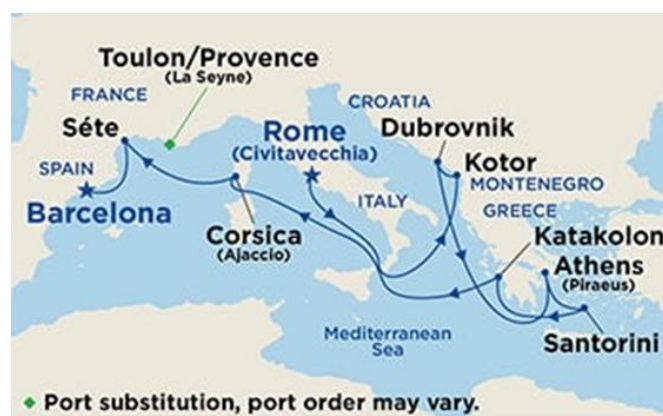 Toulon/Provence
(La Seyne)
FRANCE
CROATIA
Séte
Rome
(Civitavecchia)
Dubrovnik
Kotor
SPAIN
MONTENEGRO
Barcelona
ITALY
GREECE
Corsica
(Ajaccio)
Katakolon
Athens
(Piraeus)
Mediterranean
Sea
Santorini
Port substitution, port order may vary.